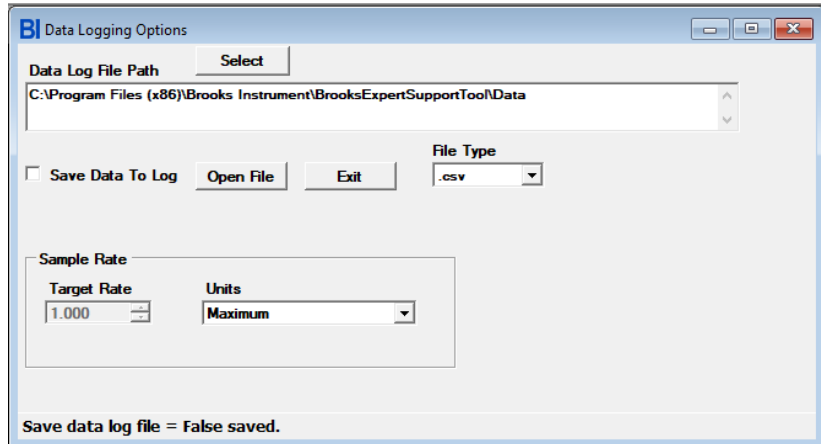 BI Data Logging Options
Select
Data Log File Path
C:\Program Files (x86)\Brooks Instrument\BrooksExpertSupportTool\Data
File Type
Save Data To Log Open File Exit .csv
Sample Rate
Target Rate Units
1.000 Maximum
Save data log file = False saved.